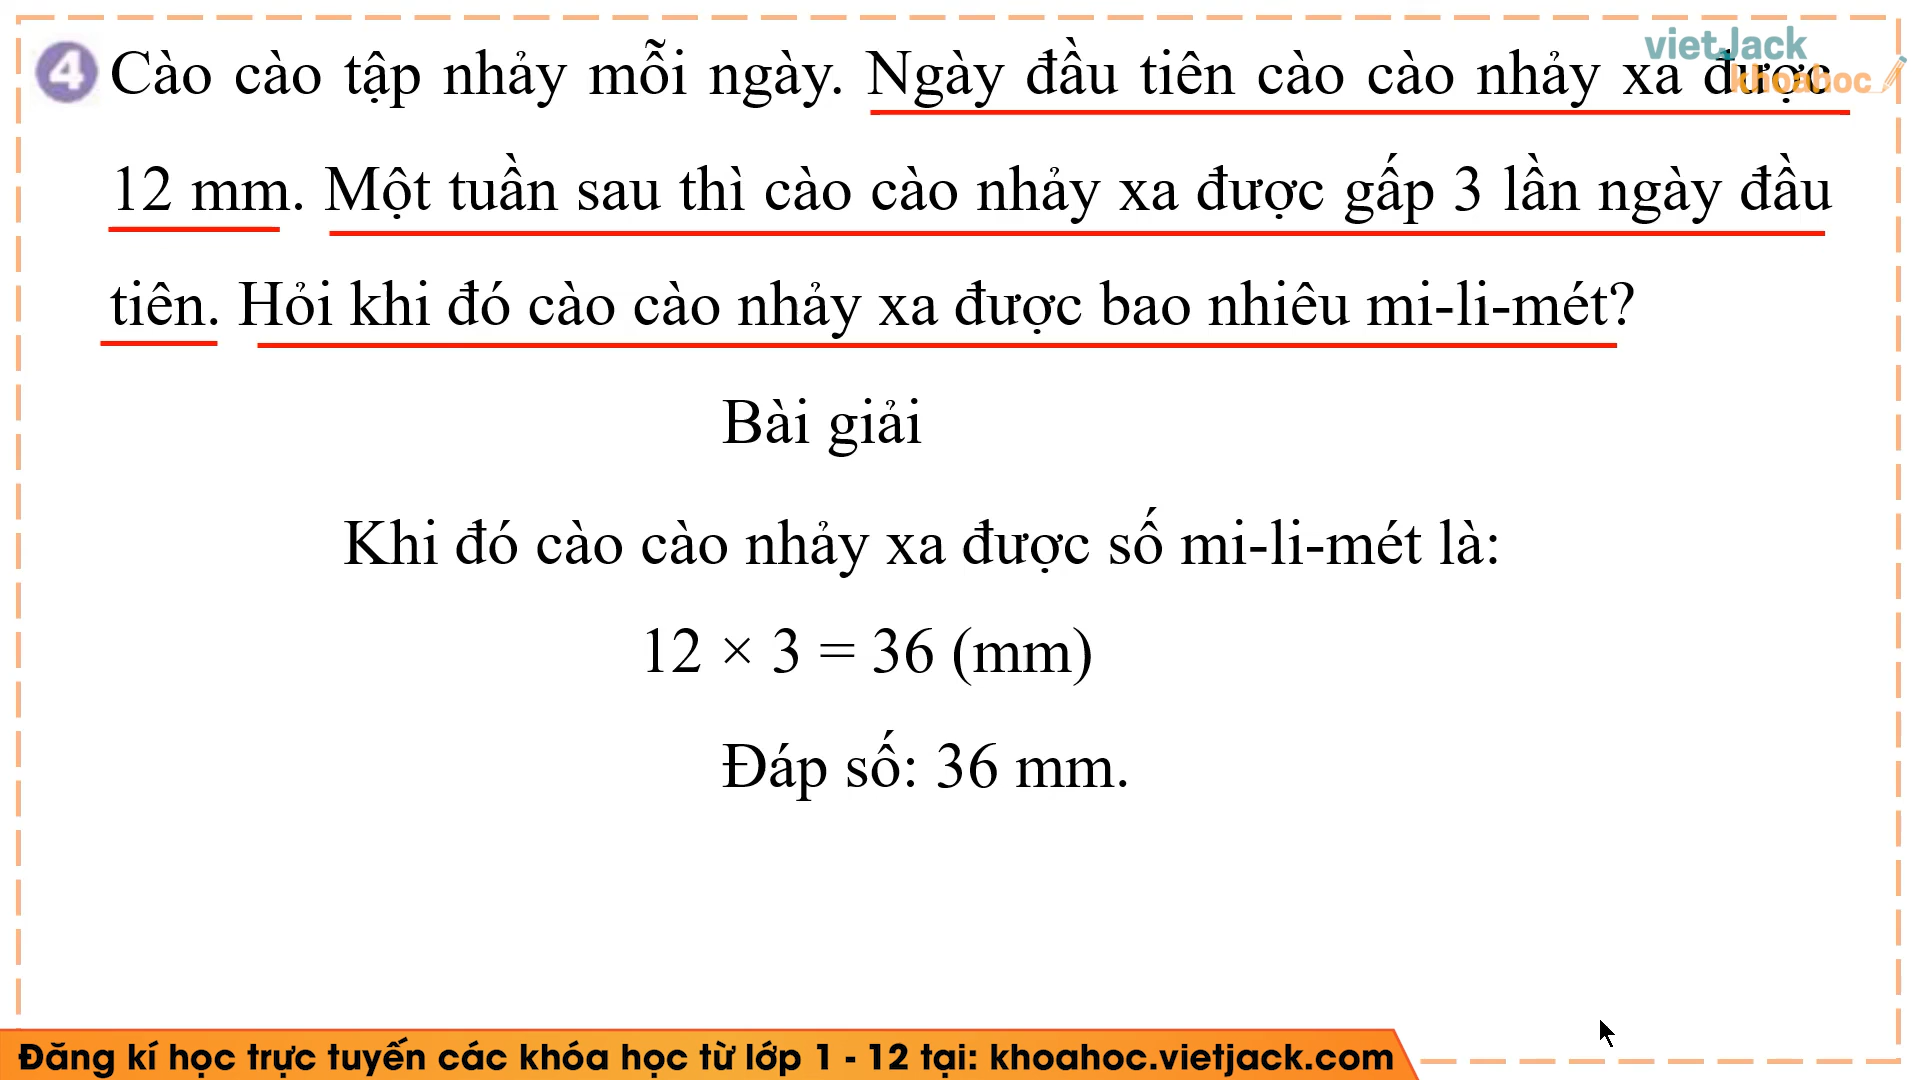 vietJack
khoahoc
4 Cào cào tập nhảy mỗi ngày. Ngày đầu tiên cào cào nhảy xa được
12 mm. Một tuần sau thì cào cào nhảy xa được gấp 3 lần ngày đầu
tiên. Hỏi khi đó cào cào nhảy xa được bao nhiêu mi-li-mét?
Bài giải
Khi đó cào cào nhảy xa được số mi-li-mét là:
12 × 3 = 36 (mm)
Đáp số: 36 mm.
Đăng kí học trực tuyến các khóa học từ lớp 1 - 12 tại: khoahoc.vietjack.com